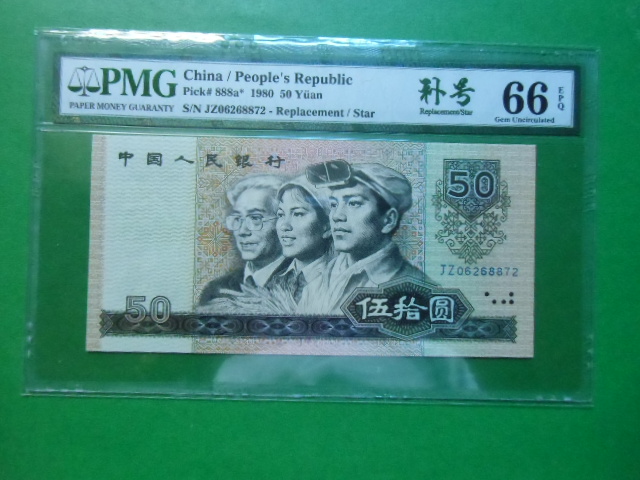 PMG
PAPER MONEY GUARANTY
China / People's Republic
Pick# 888a* 1980 50 Yüan
S/N JZ06268872 - Replacement / Star
补号
Replacement/Star
66 EPQ
Gem Uncirculated
中国人民银行
50
JZ06268872
50
伍拾圆